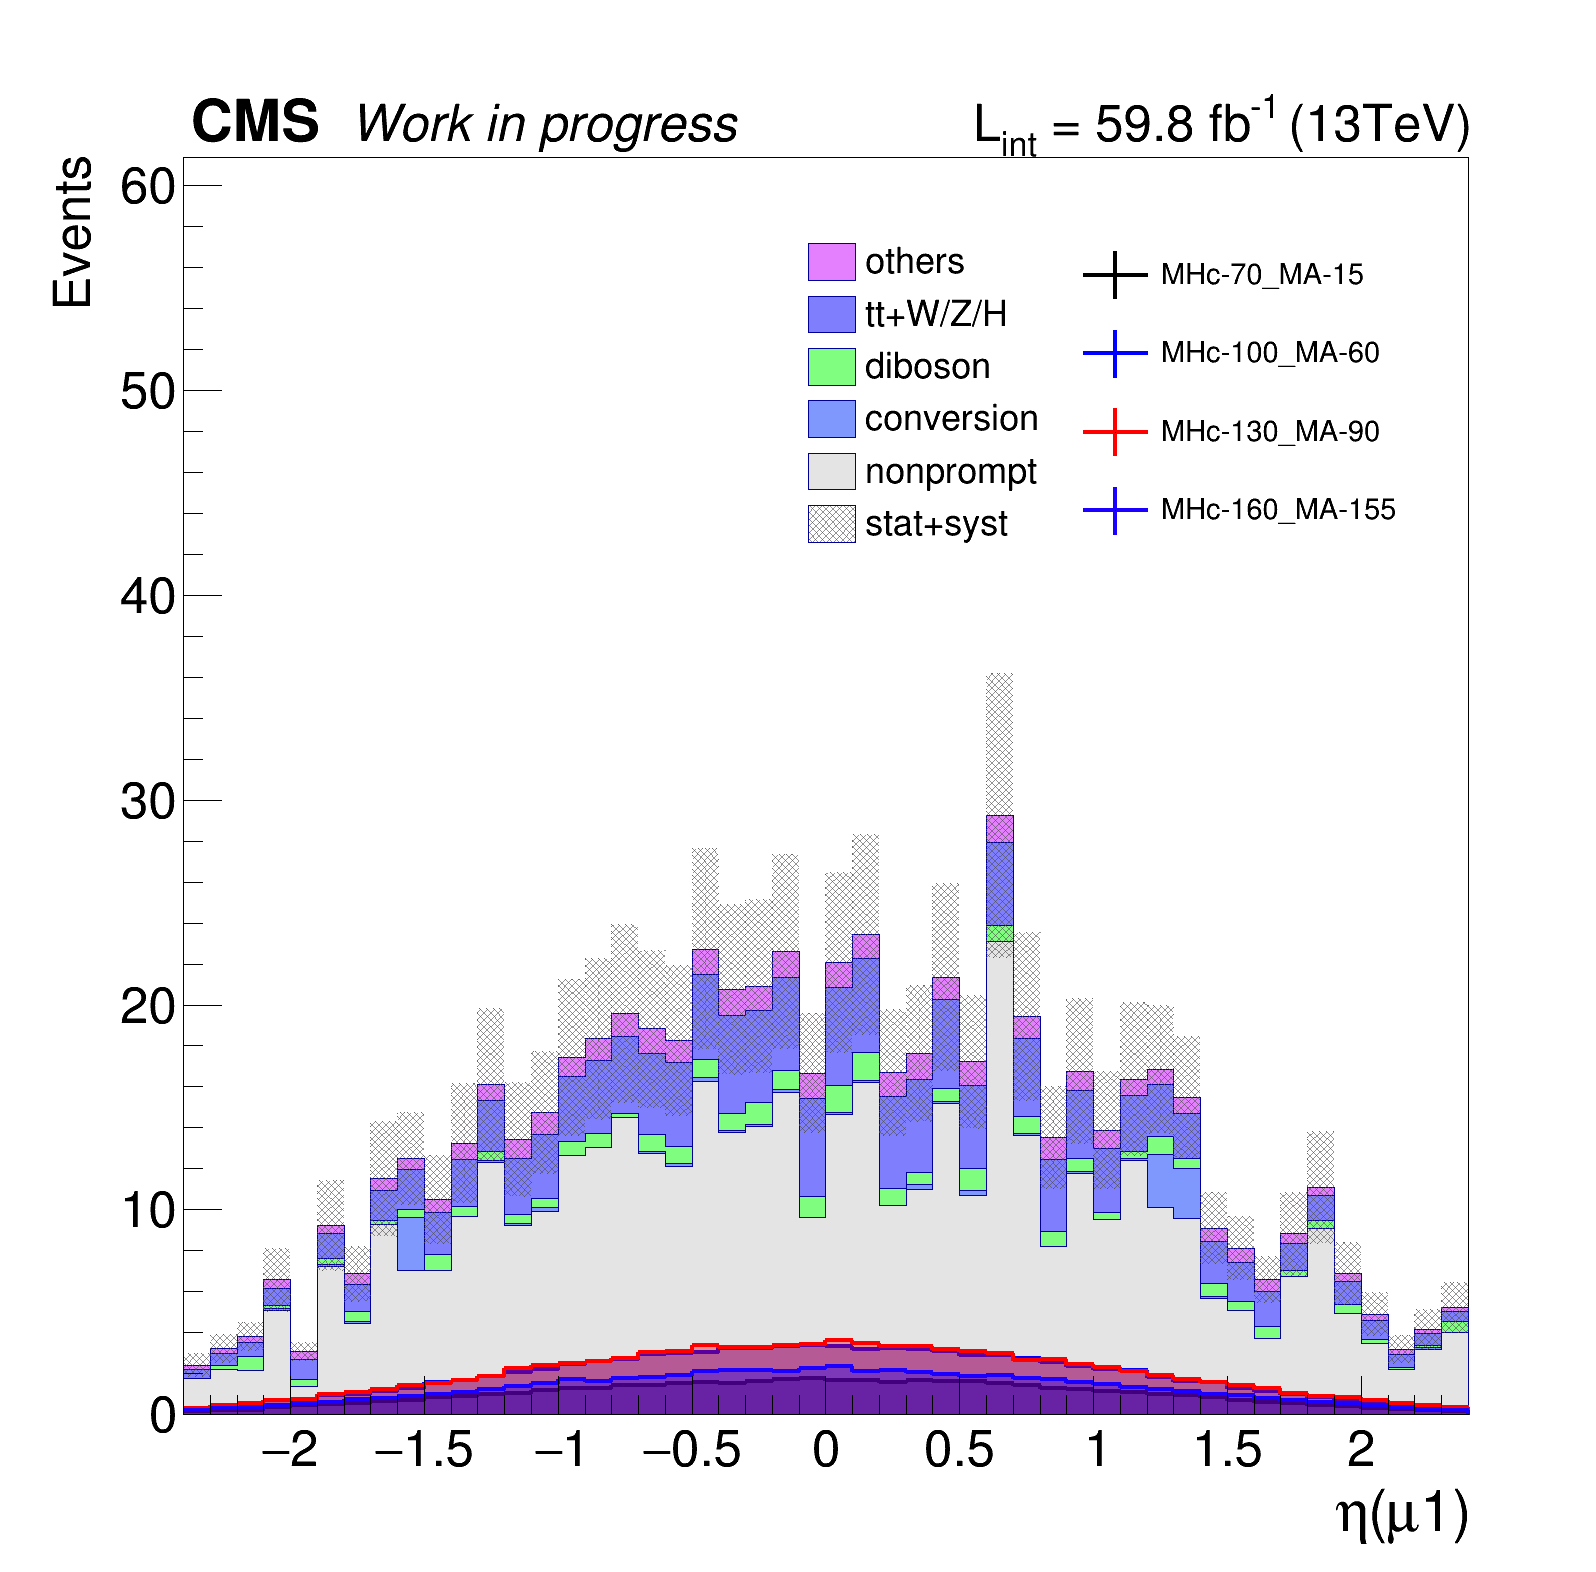 CMS Work in progress
L_int = 59.8 fb^-1 (13TeV)
Events
60
50
40
30
20
10
0
others
tt+W/Z/H
diboson
conversion
nonprompt
stat+syst
MHc-70_MA-15
MHc-100_MA-60
MHc-130_MA-90
MHc-160_MA-155
−2 −1.5 −1 −0.5 0 0.5 1 1.5 2
η(μ1)